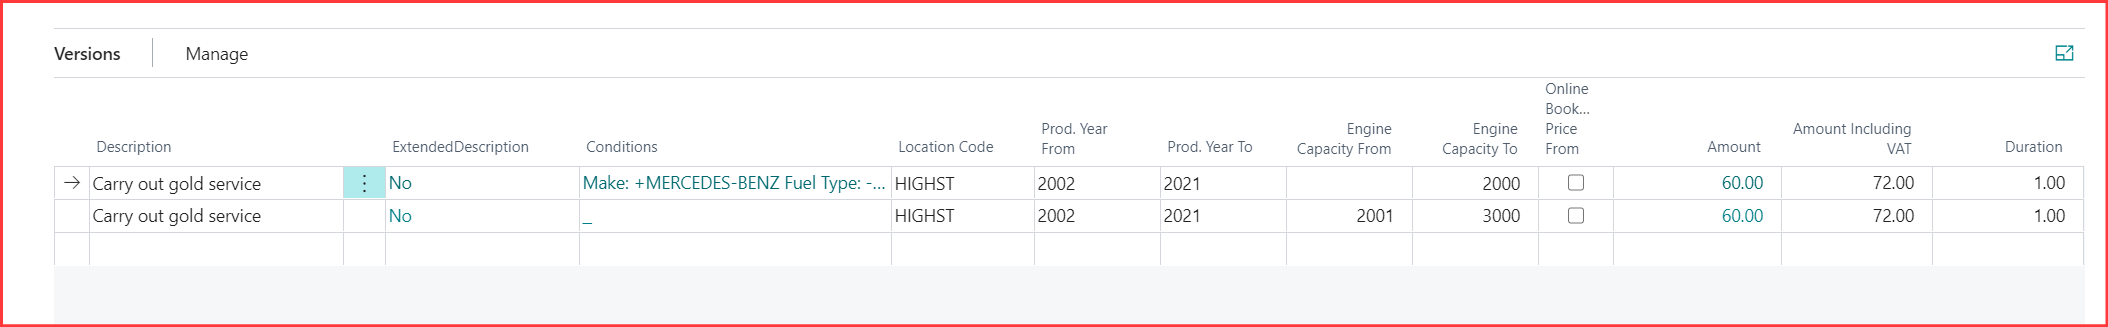 Versions Manage
Description ExtendedDescription Conditions Location Code Prod. Year From Prod. Year To Engine Capacity From Engine Capacity To Online Book... Price From Amount Amount Including VAT Duration
Carry out gold service No Make: +MERCEDES-BENZ Fuel Type: -... HIGHST 2002 2021 2000 60.00 72.00 1.00
Carry out gold service No _ HIGHST 2002 2021 2001 3000 60.00 72.00 1.00